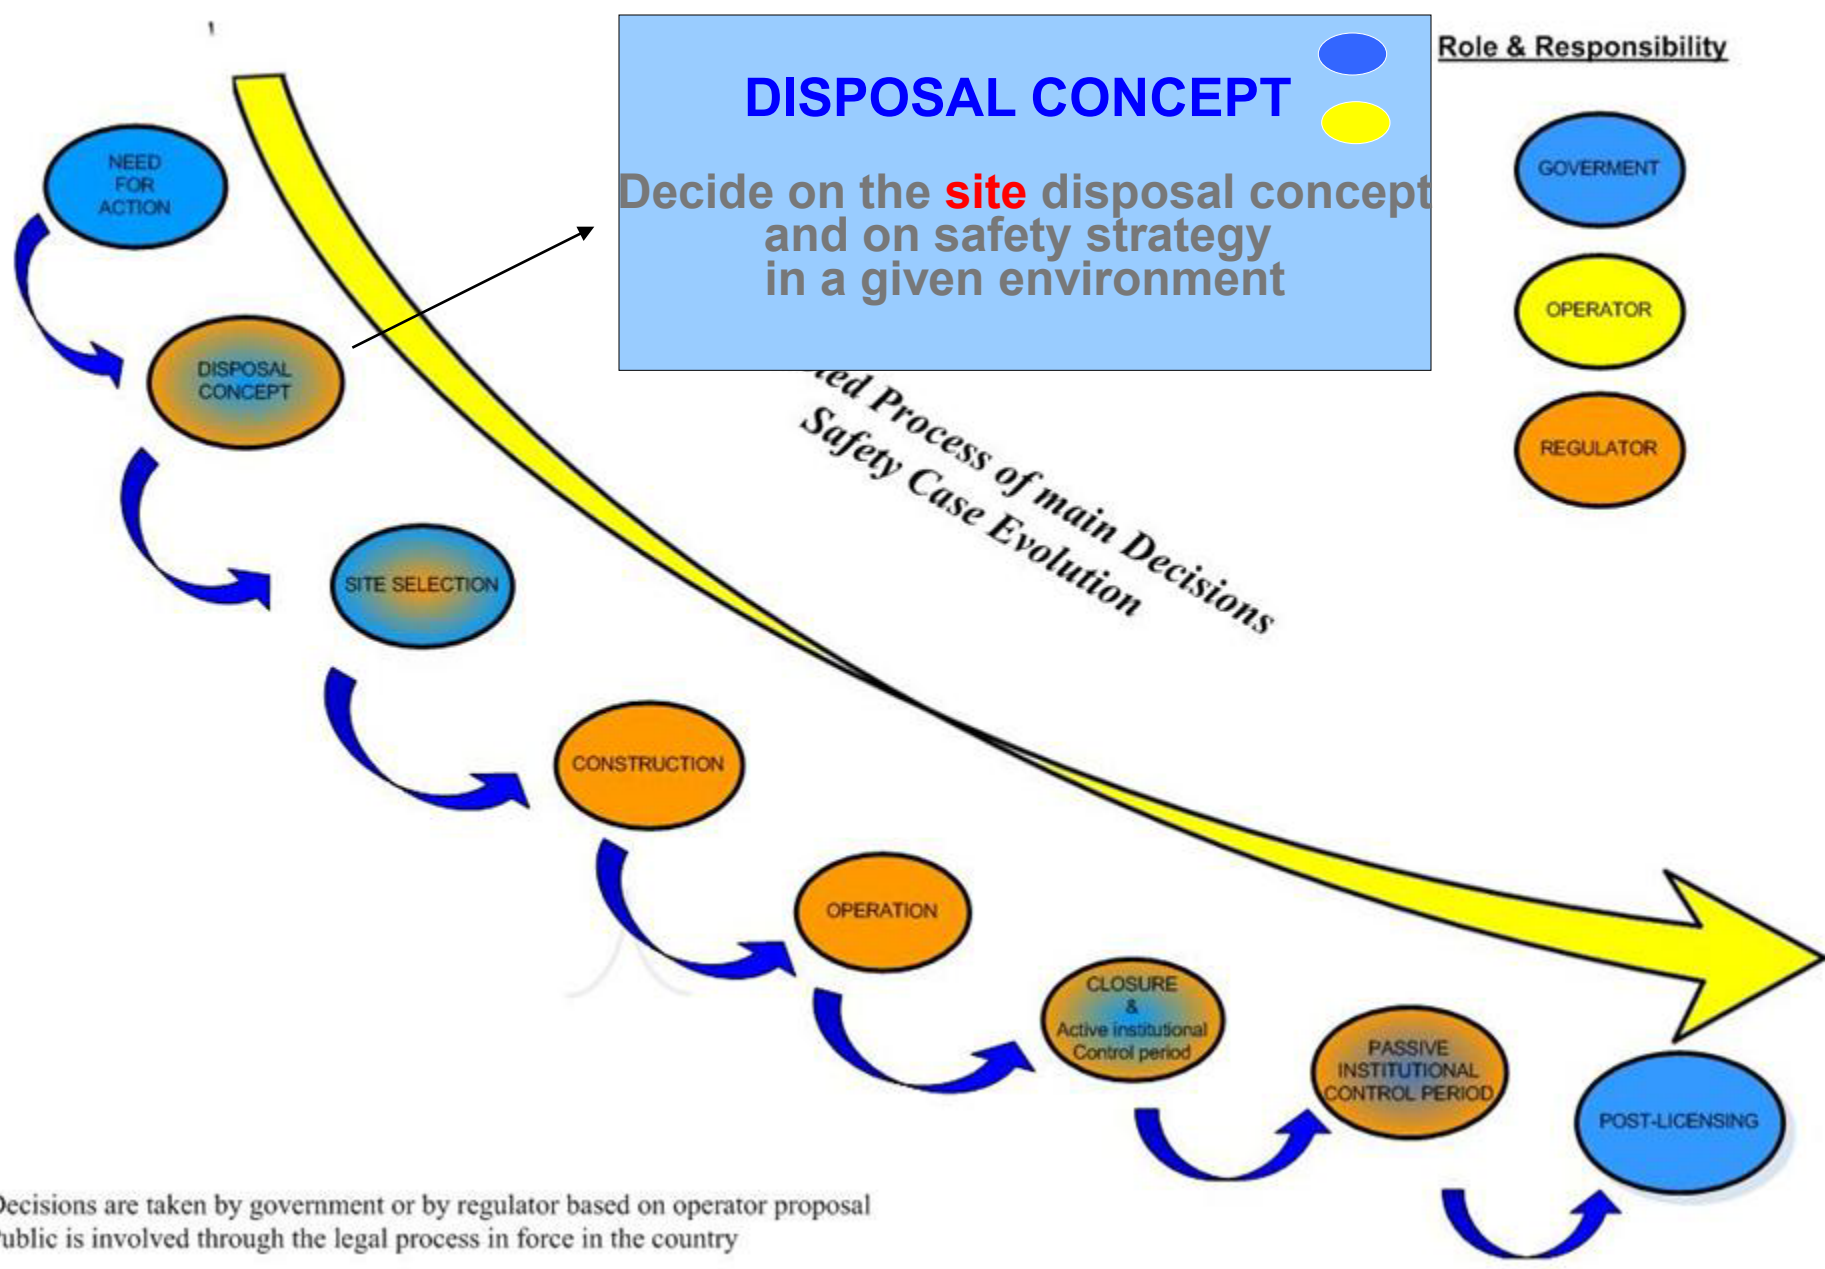 DISPOSAL CONCEPT
Decide on the site disposal concept
and on safety strategy
in a given environment
Role & Responsibility
GOVERMENT
OPERATOR
REGULATOR
NEED
FOR
ACTION
DISPOSAL
CONCEPT
SITE SELECTION
CONSTRUCTION
OPERATION
CLOSURE
&
Active institutional
Control period
PASSIVE
INSTITUTIONAL
CONTROL PERIOD
POST-LICENSING
Process of main Decisions
Safety Case Evolution
Decisions are taken by government or by regulator based on operator proposal
Public is involved through the legal process in force in the country